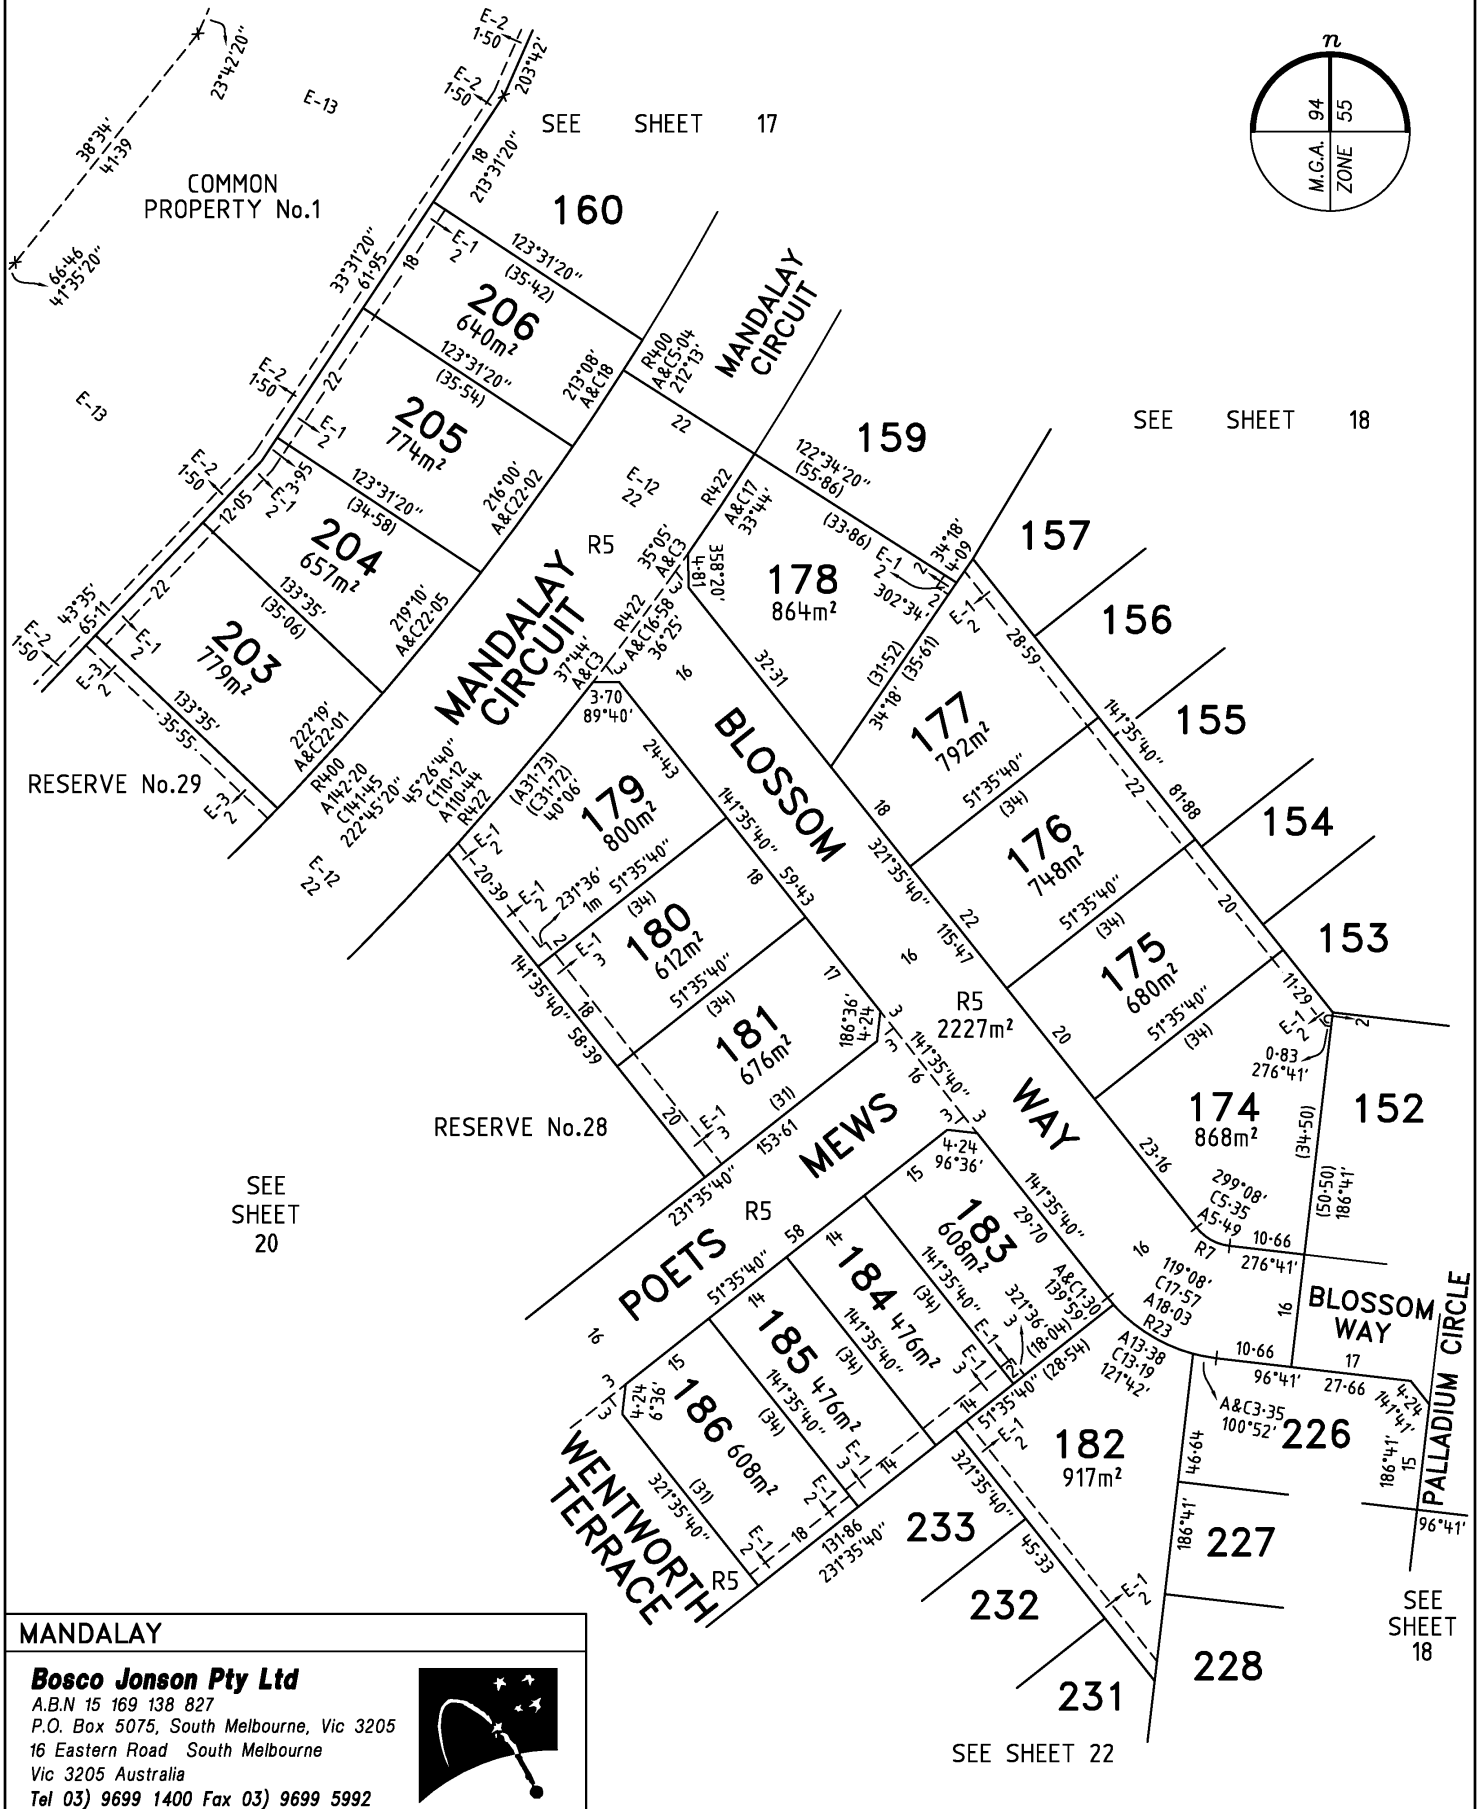 E-2
1·50
203°42'
E-2
1·50
23°42'20"
E-13
38°34'
41·39
COMMON
PROPERTY No.1
66·46
41°35'20"
SEE SHEET 17
n
M.G.A. 94
ZONE 55
18
213°31'20"
160
33°31'20"
61·95
18
E-1
2
123°31'20"
(35·42)
206
640m²
MANDALAY
CIRCUIT
R400
A&C5·04
212°13'
213°08'
A&C18
E-2
1·50
E-13
22
123°31'20"
(35·54)
205
774m²
E-1
2
22
159
SEE SHEET 18
122°34'20"
(55·86)
(33·86)
E-2
1·50
3·95
E-1
2
12·05
123°31'20"
(34·58)
204
657m²
216°00'
A&C22·02
E-12
22
R422
A&C17
33°44'
R5
35°05'
A&C3
358°20'
4·81
3
178
864m²
E-1
2
302°34'
2
2
34°18'
4·09
157
E-1
2
28·59
156
43°35'
65·11
22
E-2
1·50
E-1
2
133°35'
(35·06)
203
779m²
219°10'
A&C22·05
E-3
2
133°35'
35·55
222°19'
A&C22·01
RESERVE No.29
E-3
2
MANDALAY
CIRCUIT
R422
A&C16·58
36°25'
37°44'
A&C3
3
16
3·70
89°40'
32·31
(31·52)
(35·61)
34°18'
177
792m²
141°35'40"
155
R400
A142·20
C141·45
222°45'20"
45°26'40"
C110·12
A110·44
R422
E-12
22
(A31·73)
(C31·72)
40°06'
24·43
179
800m²
BLOSSOM
18
51°35'40"
(34)
22
81·88
154
141°35'40"
E-1
2
20·39
E-1
2
231°36'
1m
51°35'40"
(34)
2
59·43
18
321°35'40"
176
748m²
22
115·47
51°35'40"
(34)
20
153
180
612m²
E-1
3
141°35'40"
58·39
18
51°35'40"
(34)
17
16
R5
2227m²
175
680m²
51°35'40"
(34)
11·29
E-1
2
2
0·83
276°41'
181
676m²
186°36'
4·24
3
3
141°35'40"
16
20
(31)
RESERVE No.28
20
E-1
3
153·61
231°35'40"
MEWS
WAY
174
868m²
(34·50)
152
3
3
4·24
96°36'
23·16
SEE
SHEET
20
R5
POETS
58
51°35'40"
15
183
608m²
141°35'40"
29·70
299°08'
C5·35
A5·49
R7
(50·50)
186°41'
10·66
276°41'
16
119°08'
C17·57
A18·03
R23
16
BLOSSOM
WAY
PALLADIUM CIRCLE
16
14
184 476m²
141°35'40"
(34)
14
185 476m²
141°35'40"
(34)
E-1
3
321°36'
3
12
A&C1·30
139°59'
(18·04)
(28·54)
51°35'40"
A13·38
C13·19
121°42'
10·66
96°41'
17
27·66
4·24
141°41'
A&C3·35
100°52'
226
186°41'
15
96°41'
3
3
4·24
6°36'
15
186 608m²
141°35'40"
(34)
E-1
3
14
14
E-1
3
E-1
2
182
917m²
46·64
WENTWORTH
TERRACE
(31)
321°35'40"
E-1
2
18
E-1
2
R5
131·86
231°35'40"
321°35'40"
233
45·33
186°41'
227
E-1
2
232
228
231
SEE
SHEET
18
SEE SHEET 22
MANDALAY
Bosco Jonson Pty Ltd
A.B.N 15 169 138 827
P.O. Box 5075, South Melbourne, Vic 3205
16 Eastern Road South Melbourne
Vic 3205 Australia
Tel 03) 9699 1400 Fax 03) 9699 5992